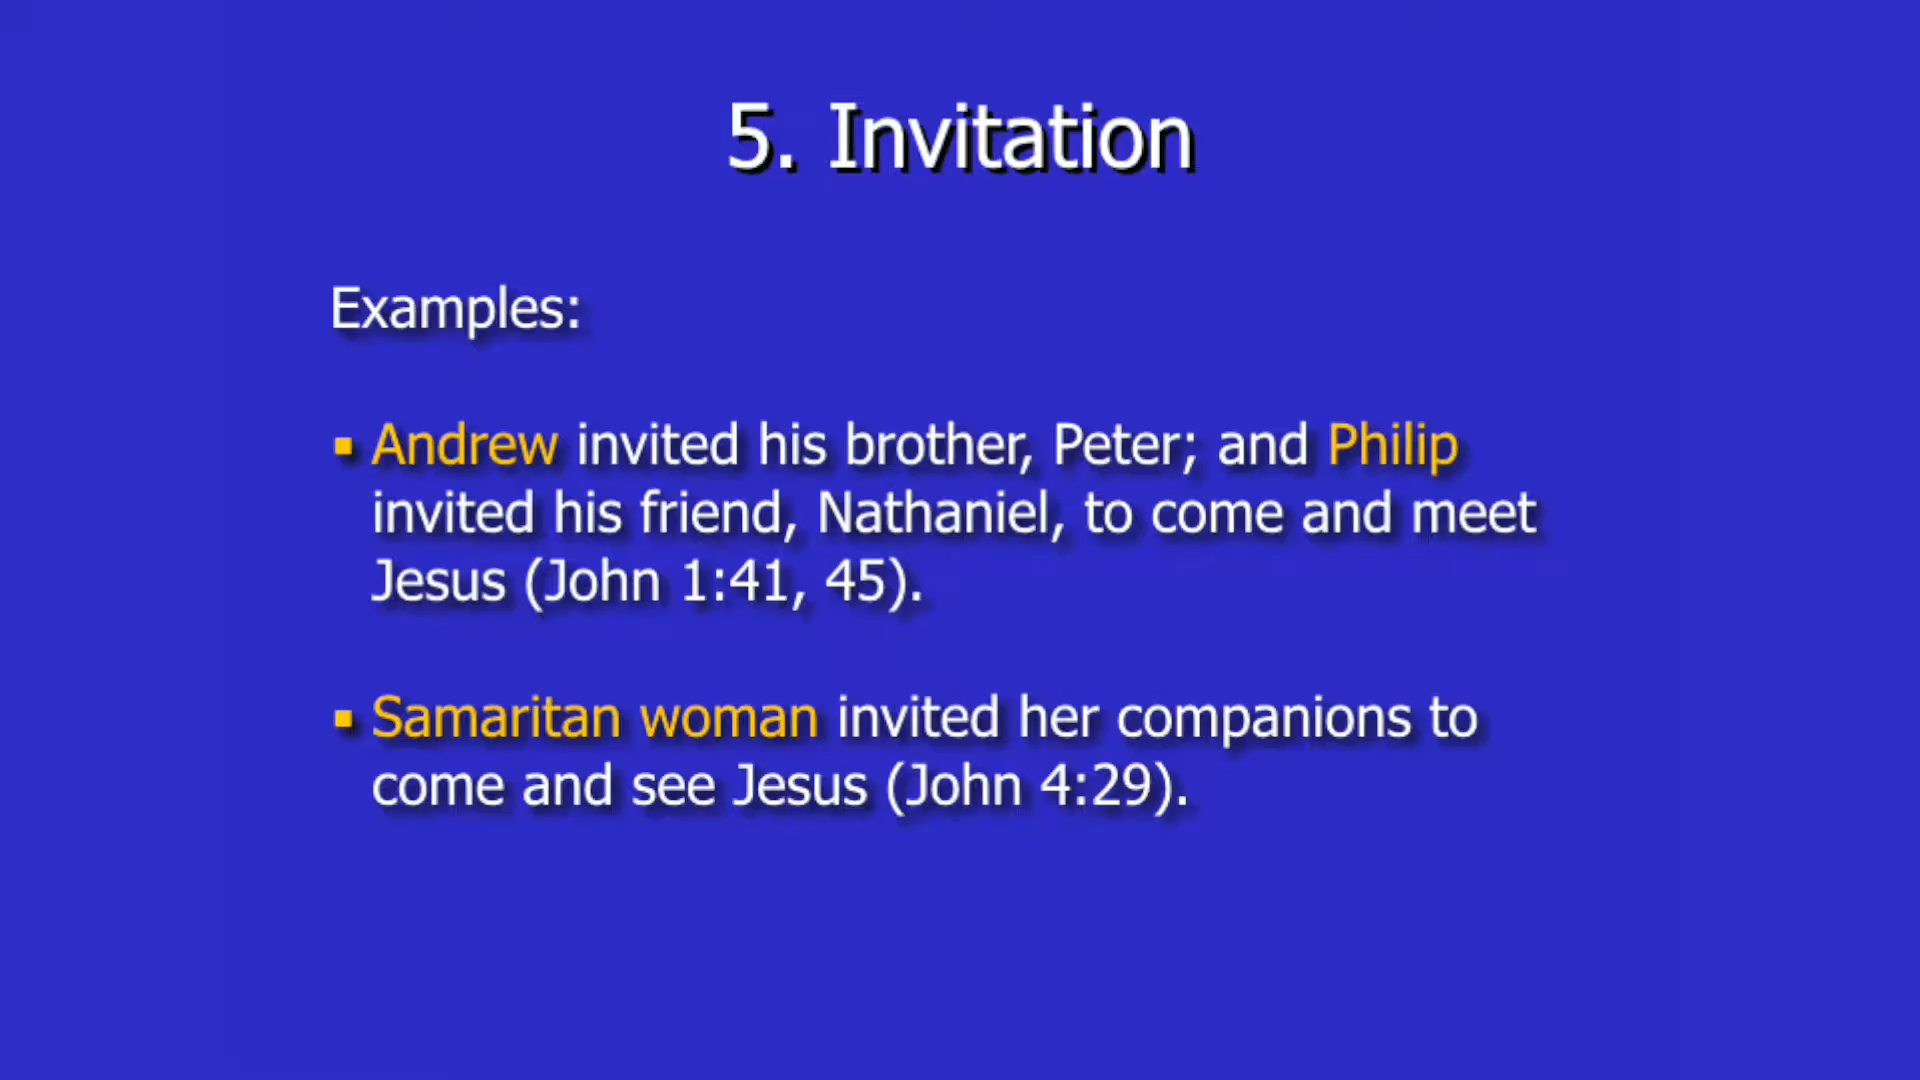 5. Invitation
Examples:
▪ Andrew invited his brother, Peter; and Philip
invited his friend, Nathaniel, to come and meet
Jesus (John 1:41, 45).
▪ Samaritan woman invited her companions to
come and see Jesus (John 4:29).